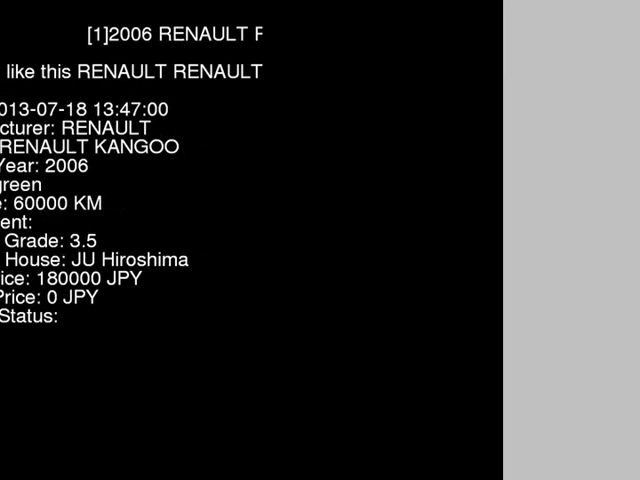 [1]2006 RENAULT
like this RENAULT RENAULT
013-07-18 13:47:00
cturer: RENAULT
RENAULT KANGOO
Year: 2006
green
e: 60000 KM
ent:
Grade: 3.5
House: JU Hiroshima
ice: 180000 JPY
Price: 0 JPY
Status: